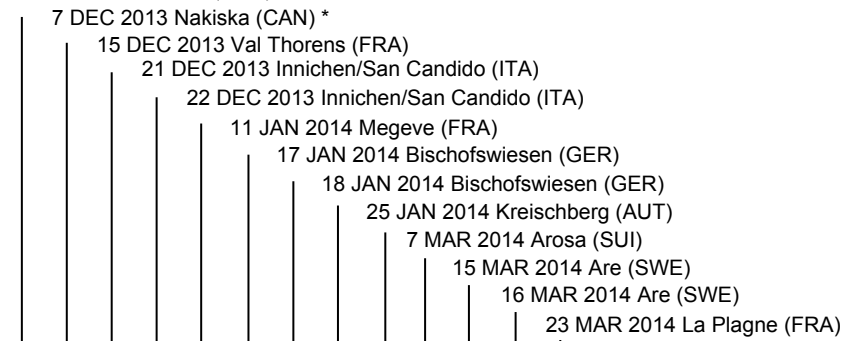 7 DEC 2013 Nakiska (CAN) *
15 DEC 2013 Val Thorens (FRA)
21 DEC 2013 Innichen/San Candido (ITA)
22 DEC 2013 Innichen/San Candido (ITA)
11 JAN 2014 Megeve (FRA)
17 JAN 2014 Bischofswiesen (GER)
18 JAN 2014 Bischofswiesen (GER)
25 JAN 2014 Kreischberg (AUT)
7 MAR 2014 Arosa (SUI)
15 MAR 2014 Are (SWE)
16 MAR 2014 Are (SWE)
23 MAR 2014 La Plagne (FRA)